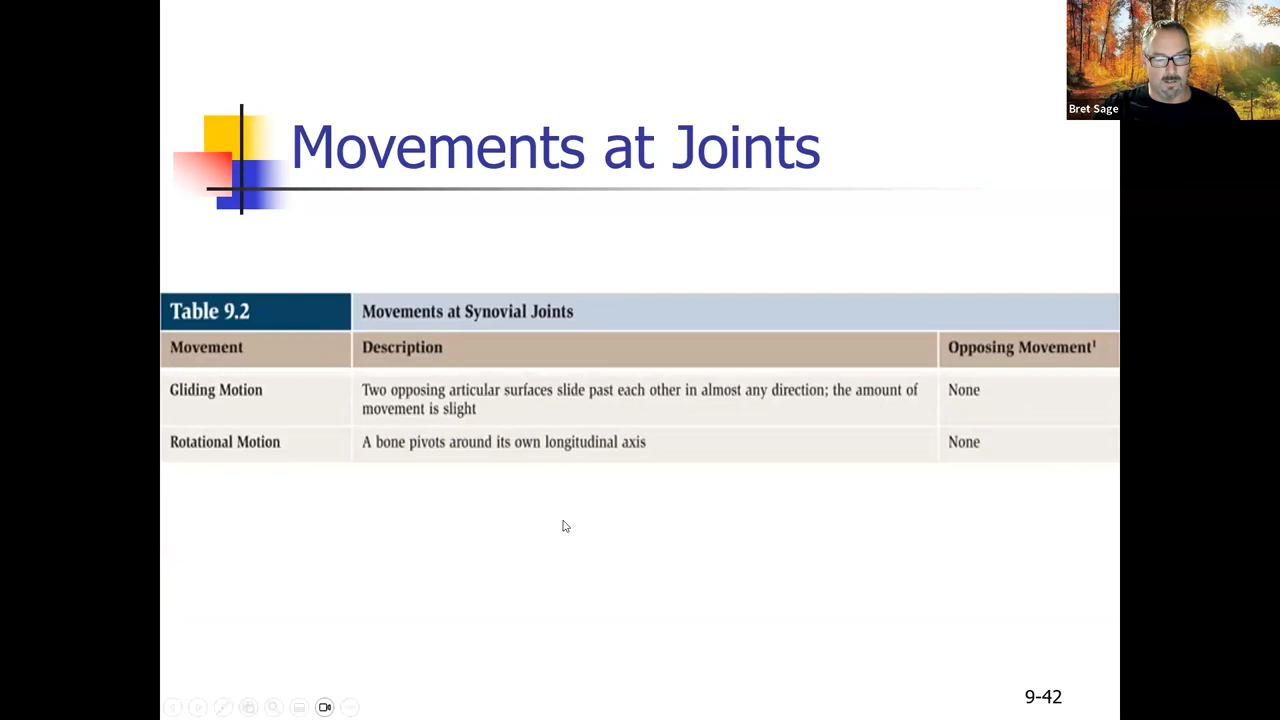 Bret Sage
Movements at Joints
Table 9.2
Movements at Synovial Joints
Movement
Description
Opposing Movement¹
Gliding Motion
Two opposing articular surfaces slide past each other in almost any direction; the amount of
movement is slight
None
Rotational Motion
A bone pivots around its own longitudinal axis
None
9-42